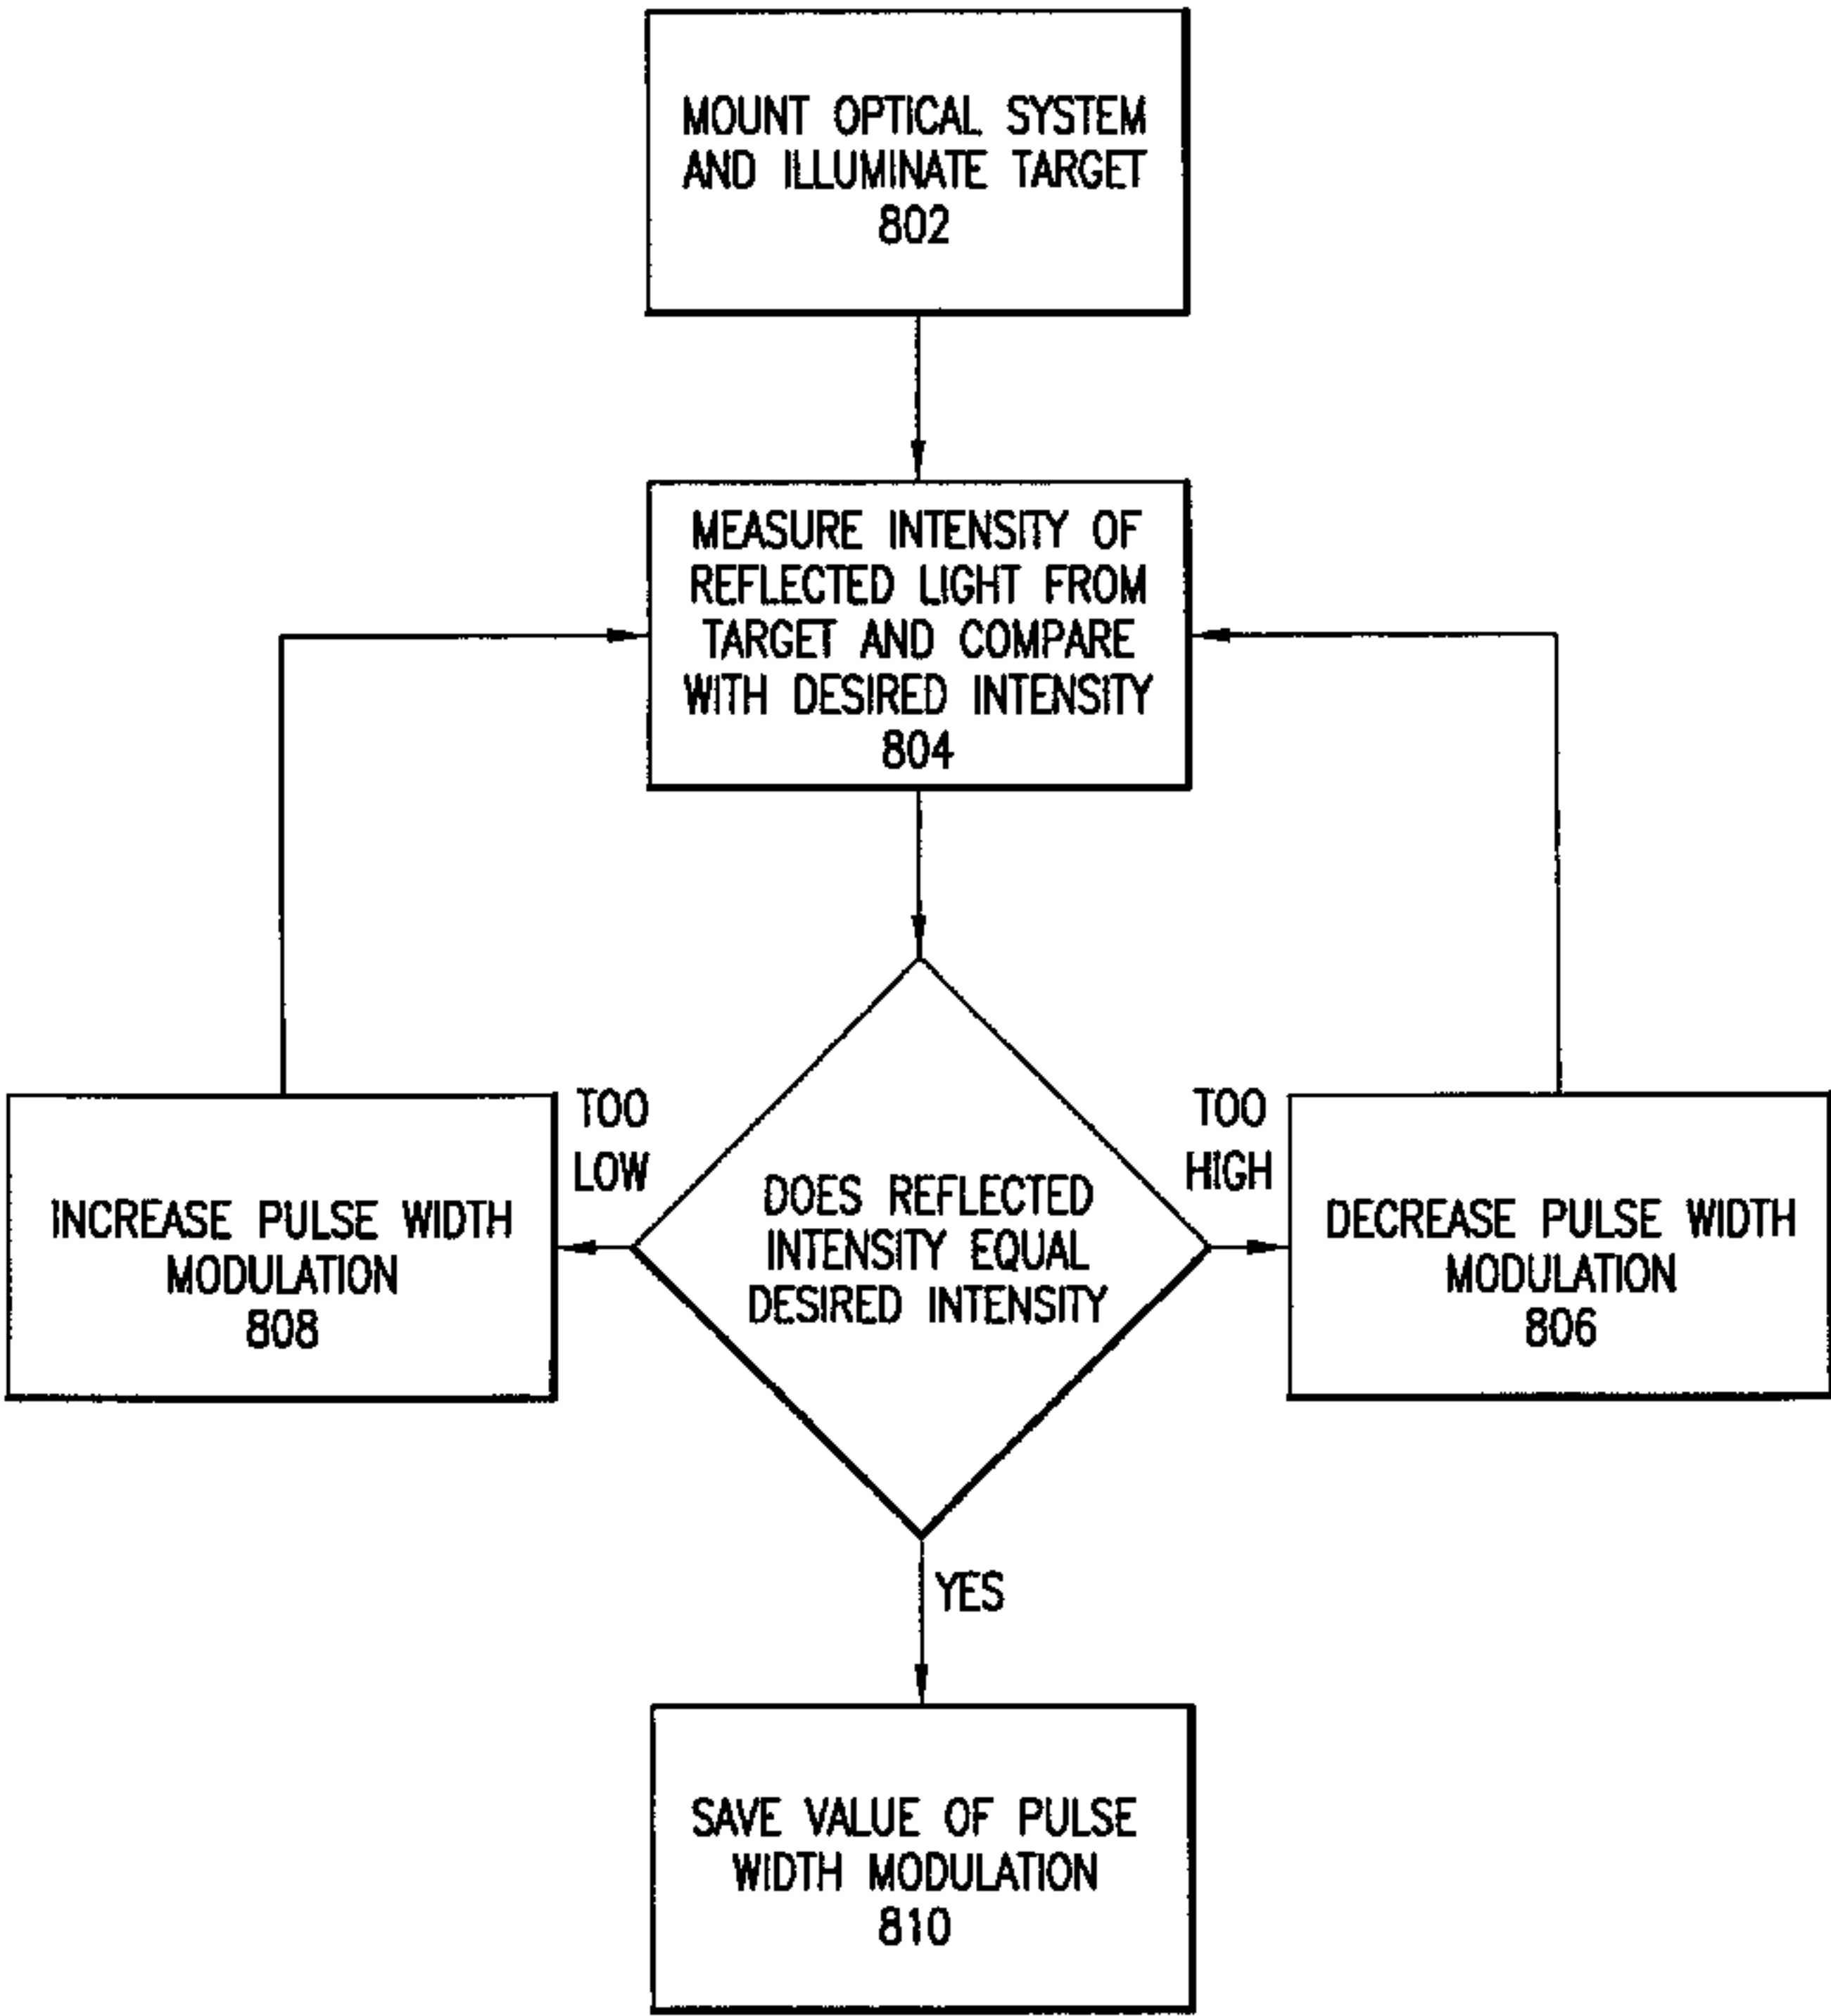 MOUNT OPTICAL SYSTEM
AND ILLUMINATE TARGET
802
MEASURE INTENSITY OF
REFLECTED LIGHT FROM
TARGET AND COMPARE
WITH DESIRED INTENSITY
804
TOO
LOW
TOO
HIGH
DOES REFLECTED
INTENSITY EQUAL
DESIRED INTENSITY
INCREASE PULSE WIDTH
MODULATION
808
DECREASE PULSE WIDTH
MODULATION
806
YES
SAVE VALUE OF PULSE
WIDTH MODULATION
810